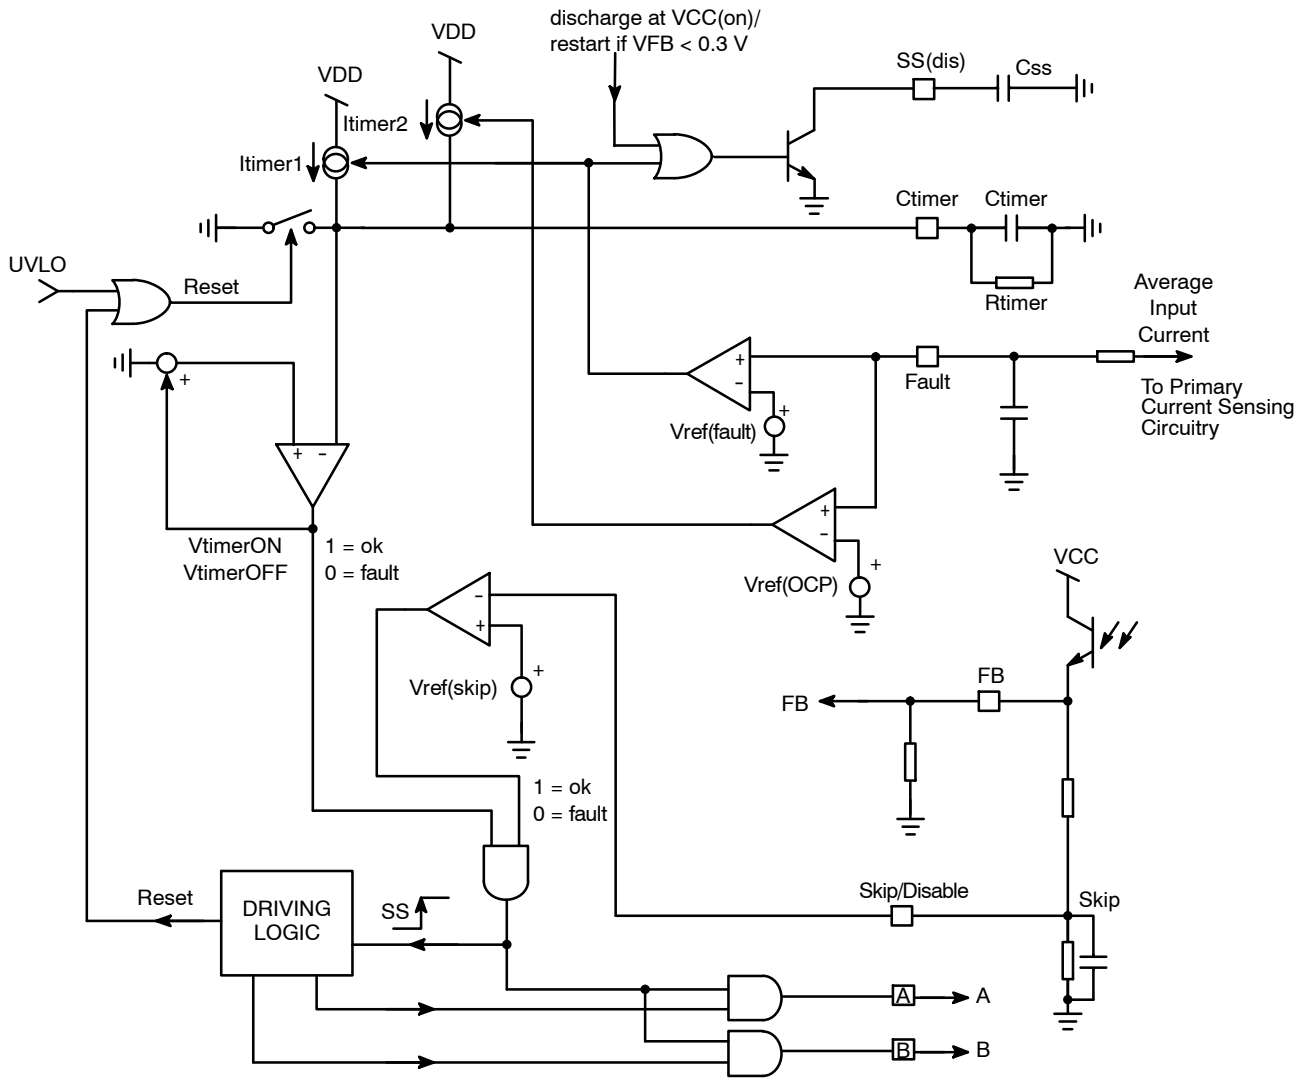 discharge at VCC(on)/
restart if VFB < 0.3 V
VDD
VDD
SS(dis)
Css
Itimer2
Itimer1
Ctimer
Ctimer
Rtimer
UVLO
Reset
Average
Input
Current
+
+
-
Fault
+
Vref(fault)
To Primary
Current Sensing
Circuitry
+ -
VtimerON
VtimerOFF
1 = ok
0 = fault
+
-
+
Vref(OCP)
VCC
-
+
+
Vref(skip)
FB
FB
1 = ok
0 = fault
Skip/Disable
Skip
Reset
DRIVING
LOGIC
SS
A
A
B
B